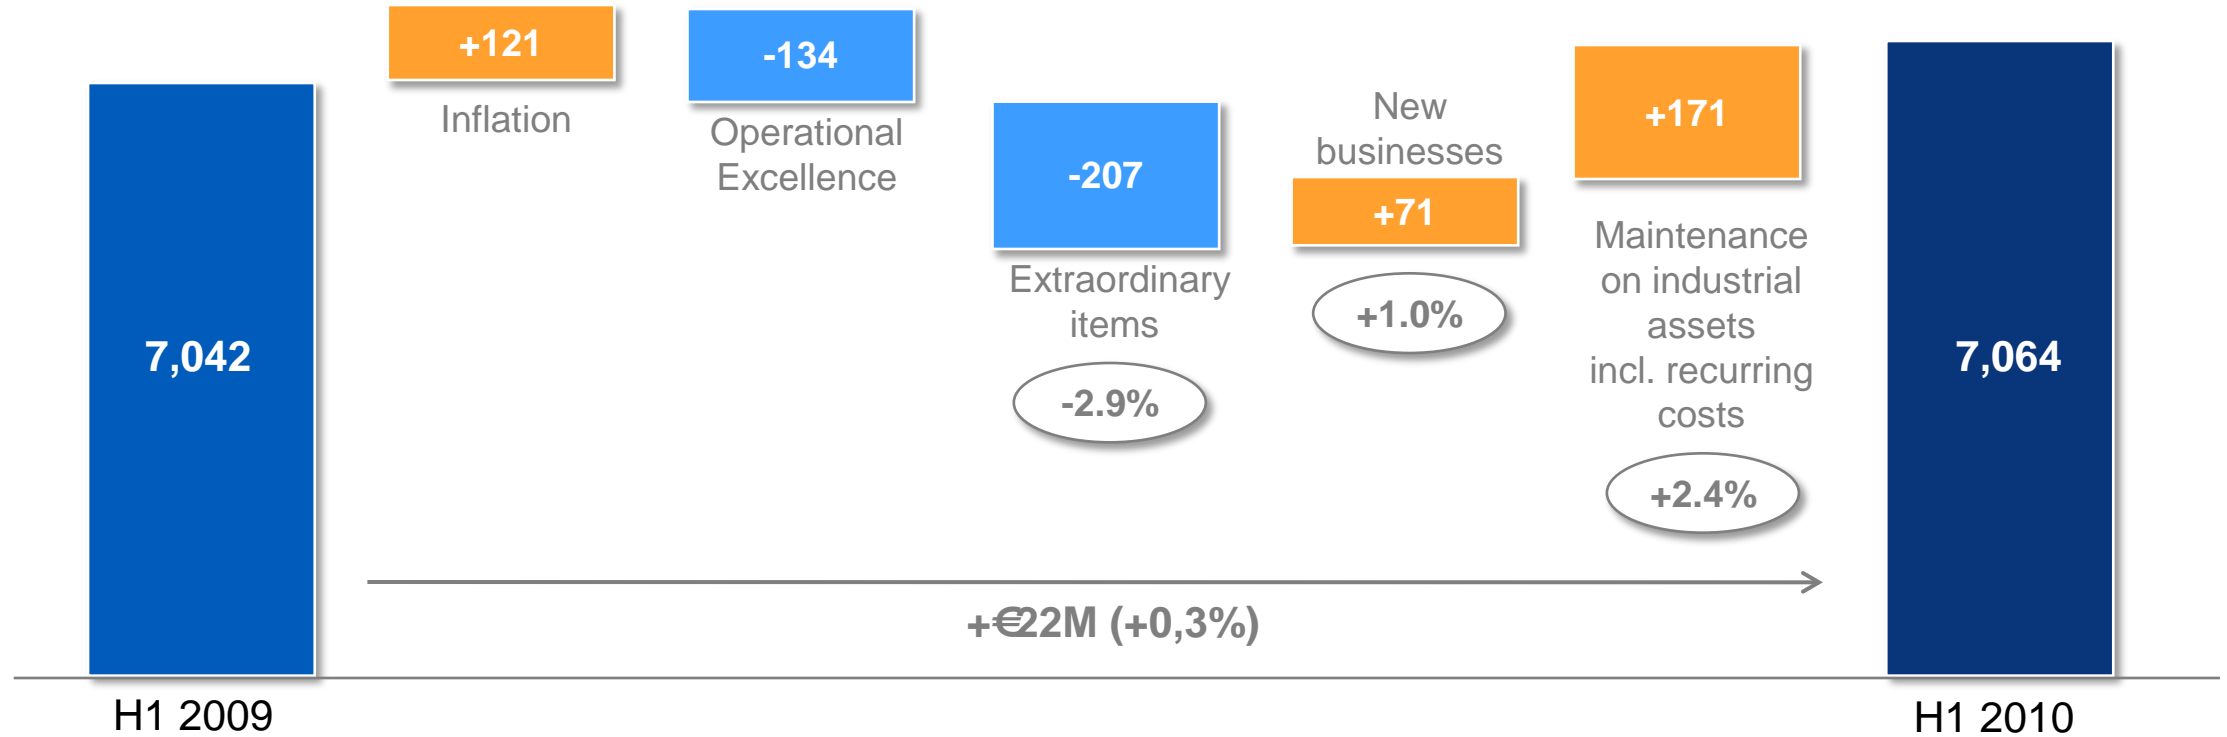 +121
Inflation
-134
Operational
Excellence
-207
Extraordinary
items
-2.9%
New
businesses
+71
+1.0%
+171
Maintenance
on industrial
assets
incl. recurring
costs
+2.4%
7,042
7,064
+€22M (+0,3%)
H1 2009
H1 2010